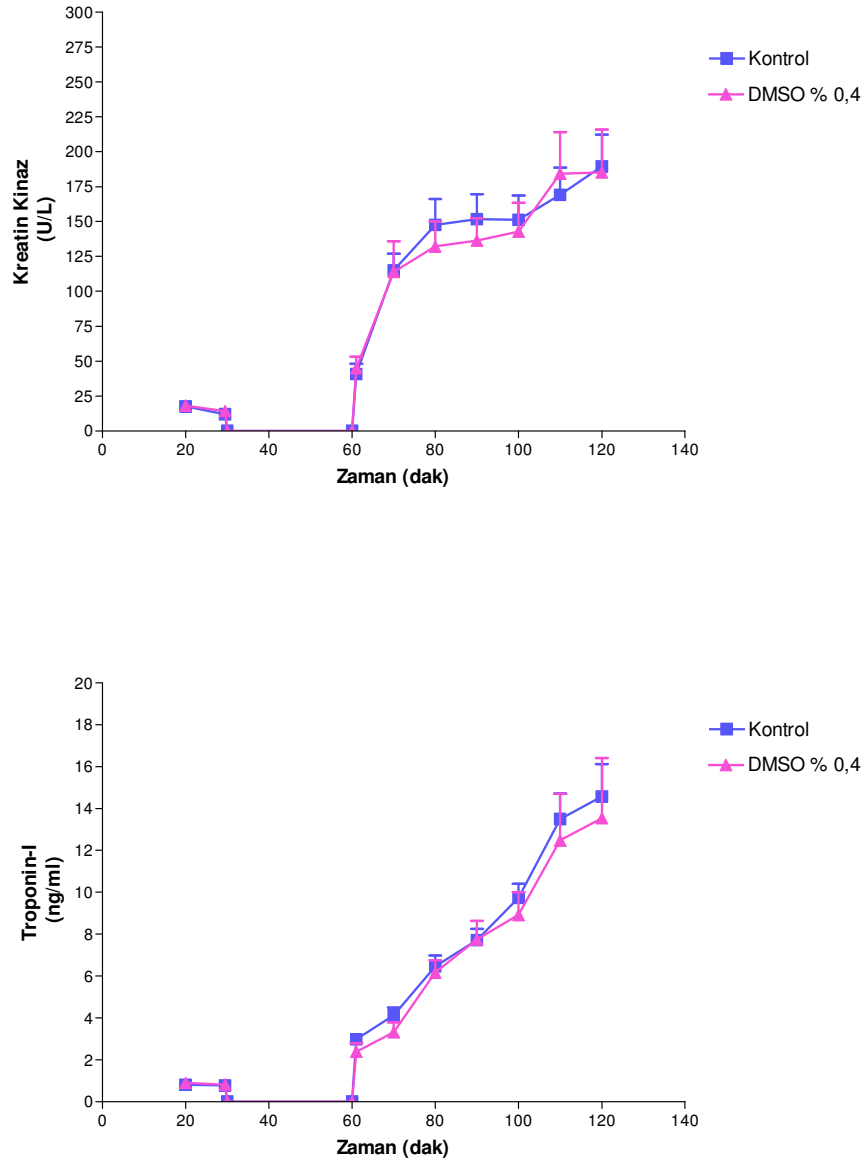 300
275
250
225
200
175
150
125
100
75
50
25
0
Kreatin Kinaz
(U/L)
0 20 40 60 80 100 120 140
Zaman (dak)
Kontrol
DMSO % 0,4
20
18
16
14
12
10
8
6
4
2
0
Troponin-I
(ng/ml)
0 20 40 60 80 100 120 140
Zaman (dak)
Kontrol
DMSO % 0,4